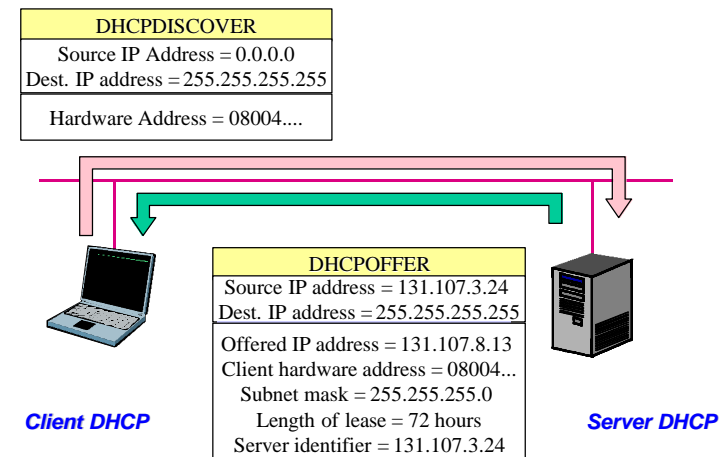 DHCPDISCOVER
Source IP Address = 0.0.0.0
Dest. IP address = 255.255.255.255
Hardware Address = 08004....
DHCPOFFER
Source IP address = 131.107.3.24
Dest. IP address = 255.255.255.255
Offered IP address = 131.107.8.13
Client hardware address = 08004...
Subnet mask = 255.255.255.0
Length of lease = 72 hours
Server identifier = 131.107.3.24
Client DHCP
Server DHCP